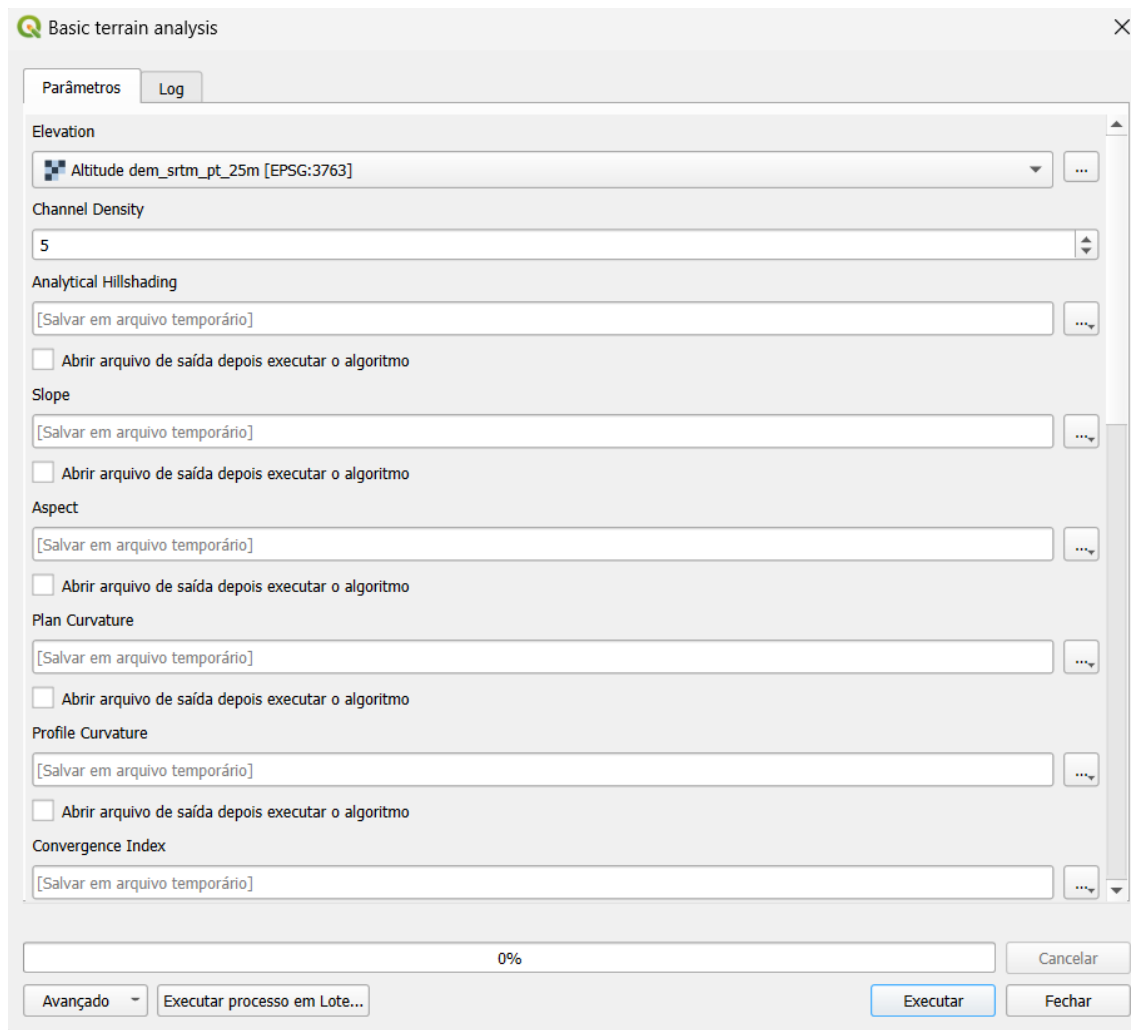 Basic terrain analysis
Parâmetros
Log
Elevation
Altitude dem_srtm_pt_25m [EPSG:3763]
...
Channel Density
5
Analytical Hillshading
[Salvar em arquivo temporário]
...
Abrir arquivo de saída depois executar o algoritmo
Slope
[Salvar em arquivo temporário]
...
Abrir arquivo de saída depois executar o algoritmo
Aspect
[Salvar em arquivo temporário]
...
Abrir arquivo de saída depois executar o algoritmo
Plan Curvature
[Salvar em arquivo temporário]
...
Abrir arquivo de saída depois executar o algoritmo
Profile Curvature
[Salvar em arquivo temporário]
...
Abrir arquivo de saída depois executar o algoritmo
Convergence Index
[Salvar em arquivo temporário]
...
0%
Cancelar
Avançado
Executar processo em Lote...
Executar
Fechar